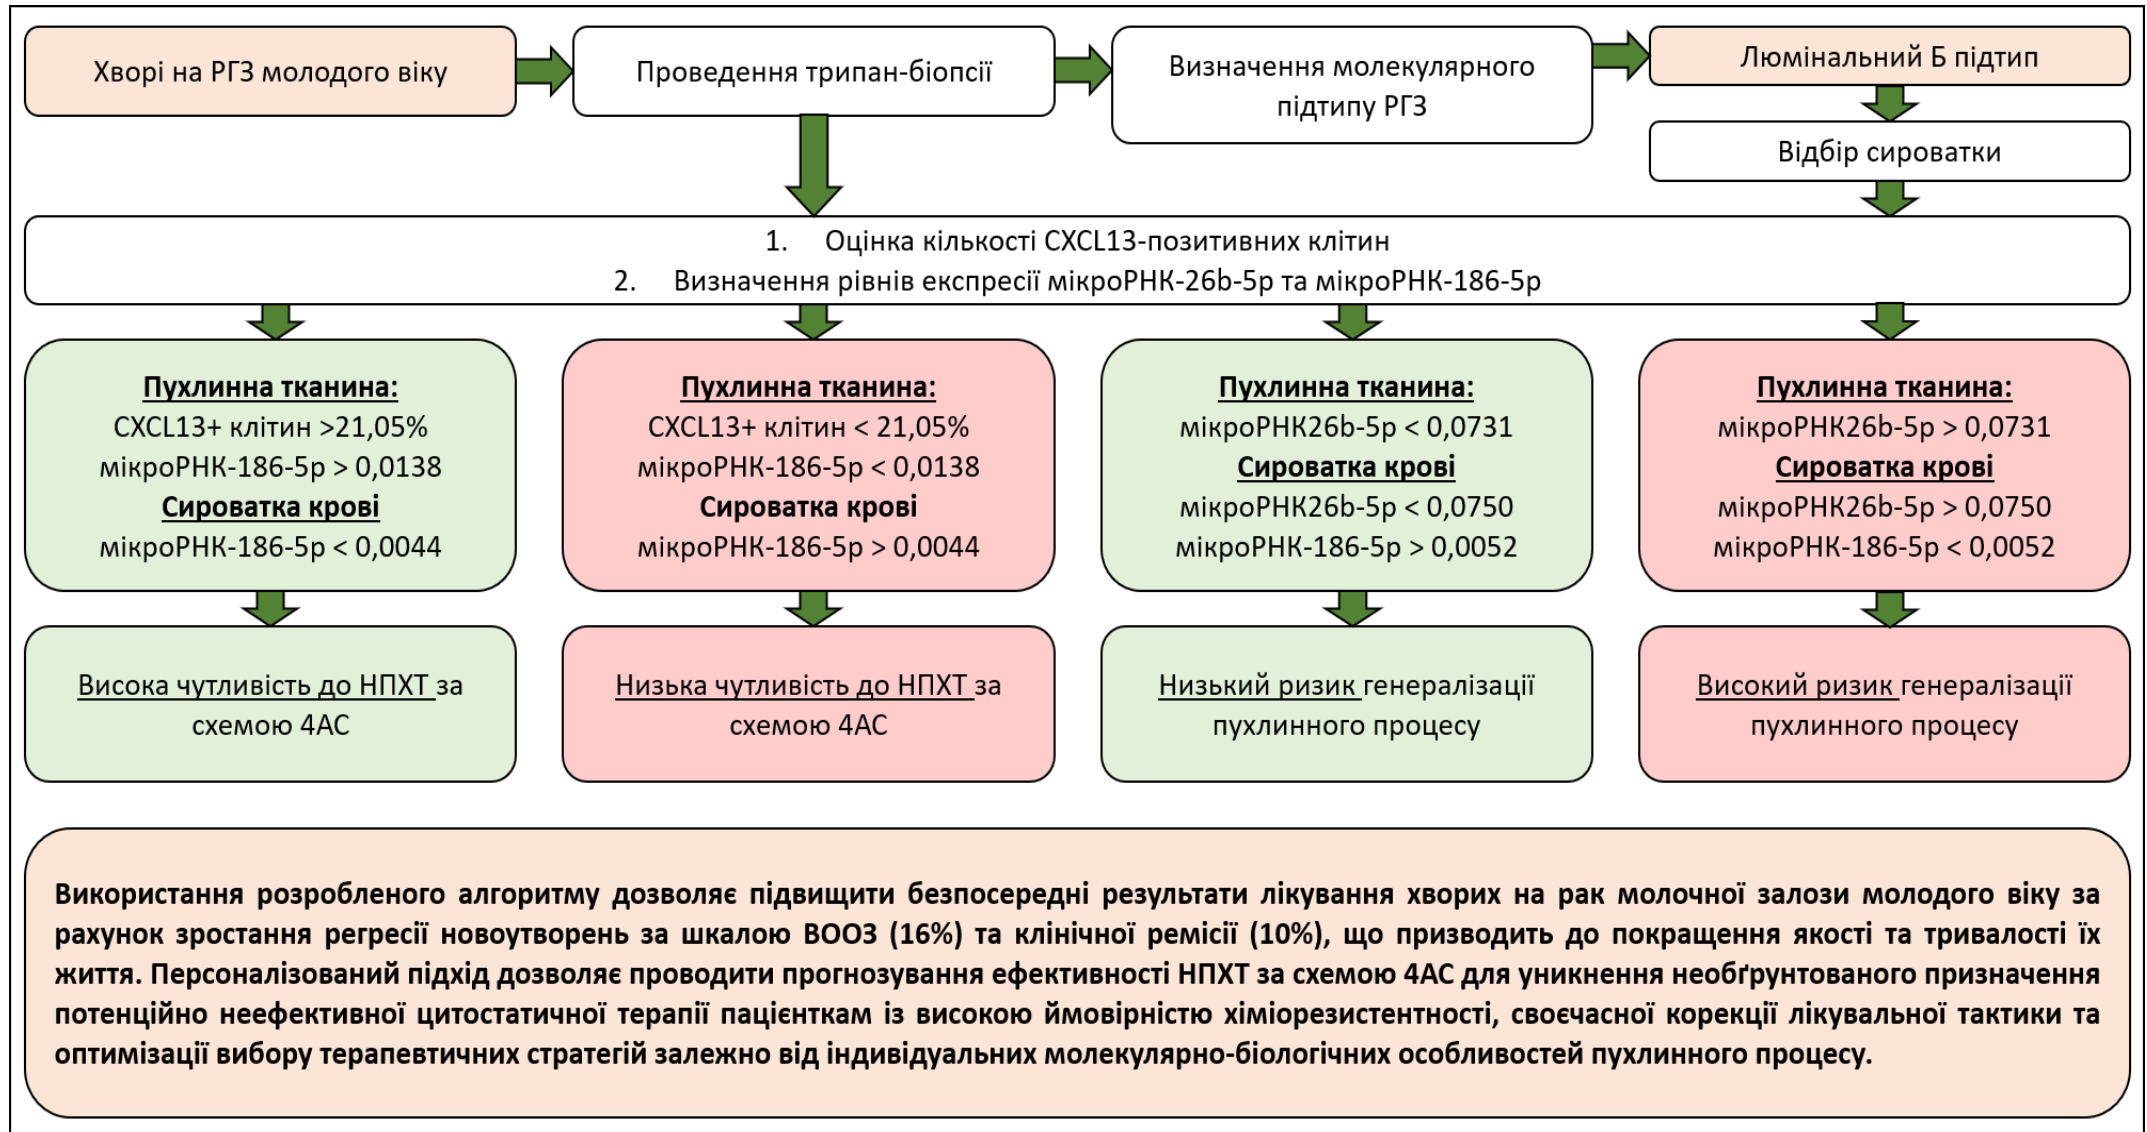 Хворі на РГЗ молодого віку
Проведення трипан-біопсії
Визначення молекулярного
підтипу РГЗ
Люмінальний Б підтип
Відбір сироватки
1. Оцінка кількості CXCL13-позитивних клітин
2. Визначення рівнів експресії мікроРНК-26b-5p та мікроРНК-186-5p
Пухлинна тканина:
CXCL13+ клітин >21,05%
мікроРНК-186-5p > 0,0138
Сироватка крові
мікроРНК-186-5p < 0,0044
Пухлинна тканина:
CXCL13+ клітин < 21,05%
мікроРНК-186-5p < 0,0138
Сироватка крові
мікроРНК-186-5p > 0,0044
Пухлинна тканина:
мікроРНК26b-5p < 0,0731
Сироватка крові
мікроРНК26b-5p < 0,0750
мікроРНК-186-5p > 0,0052
Пухлинна тканина:
мікроРНК26b-5p > 0,0731
Сироватка крові
мікроРНК26b-5p > 0,0750
мікроРНК-186-5p < 0,0052
Висока чутливість до НПХТ за
схемою 4АС
Низька чутливість до НПХТ за
схемою 4АС
Низький ризик генералізації
пухлинного процесу
Високий ризик генералізації
пухлинного процесу
Використання розробленого алгоритму дозволяє підвищити безпосередні результати лікування хворих на рак молочної залози молодого віку за
рахунок зростання регресії новоутворень за шкалою ВООЗ (16%) та клінічної ремісії (10%), що призводить до покращення якості та тривалості їх
життя. Персоналізований підхід дозволяє проводити прогнозування ефективності НПХТ за схемою 4АС для уникнення необґрунтованого призначення
потенційно неефективної цитостатичної терапії пацієнткам із високою ймовірністю хіміорезистентності, своєчасної корекції лікувальної тактики та
оптимізації вибору терапевтичних стратегій залежно від індивідуальних молекулярно-біологічних особливостей пухлинного процесу.